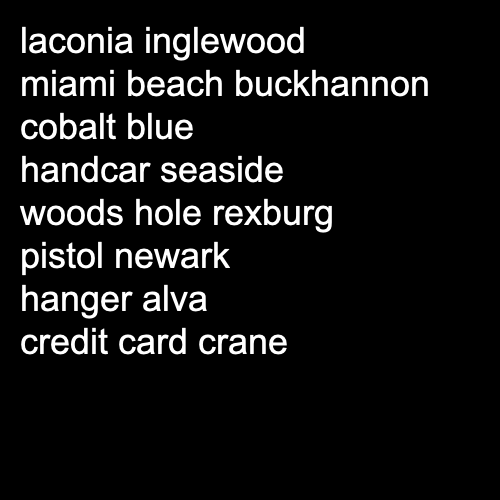 laconia inglewood
miami beach buckhannon
cobalt blue
handcar seaside
woods hole rexburg
pistol newark
hanger alva
credit card crane